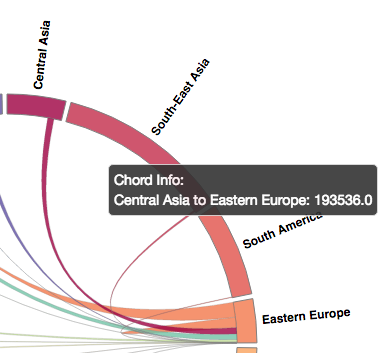 Central Asia
South-East Asia
Chord Info:
Central Asia to Eastern Europe: 193536.0
South America
Eastern Europe